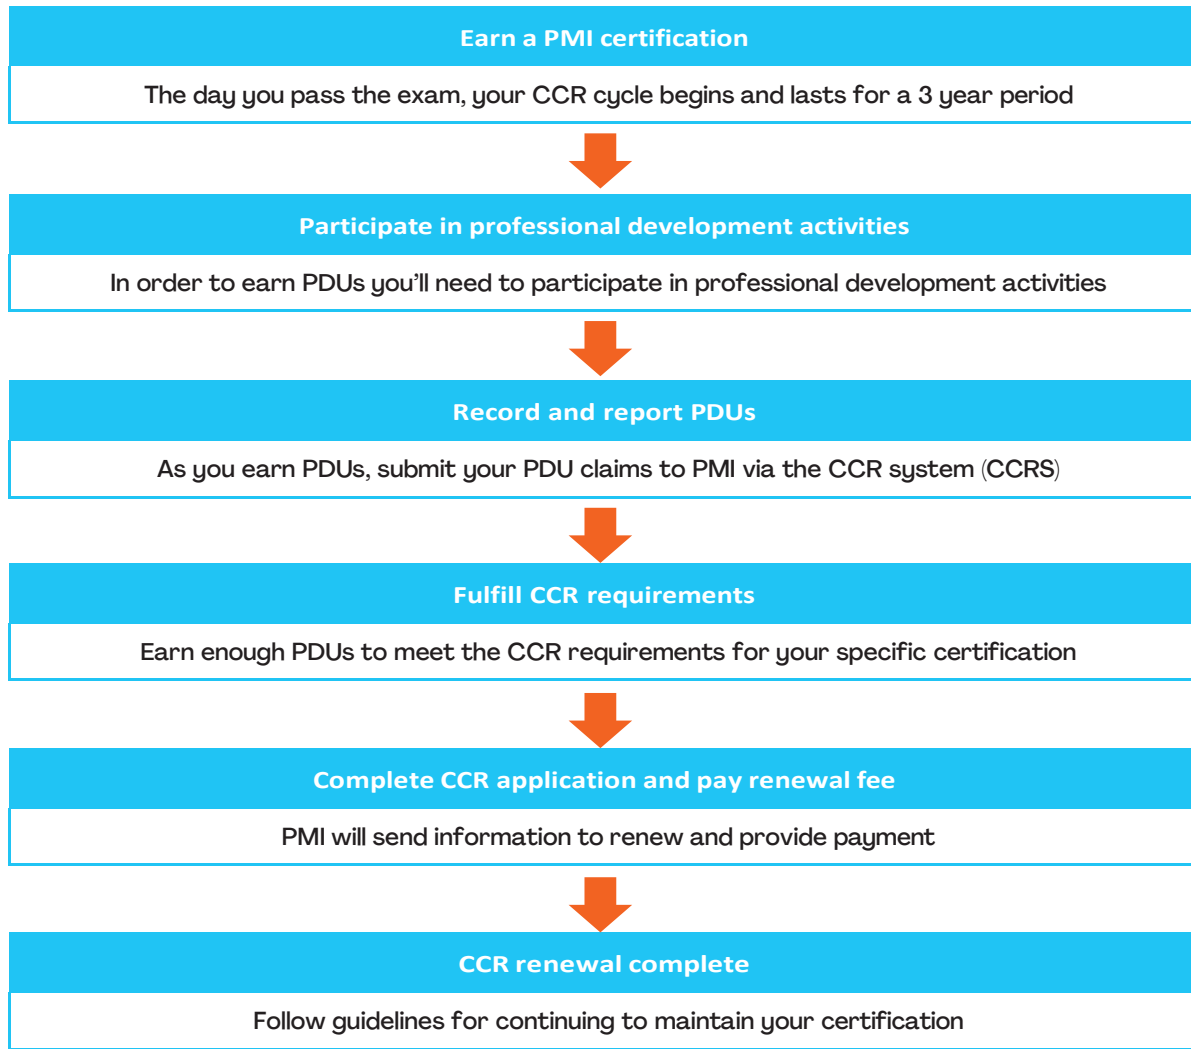 Earn a PMI certification
The day you pass the exam, your CCR cycle begins and lasts for a 3 year period
Participate in professional development activities
In order to earn PDUs you’ll need to participate in professional development activities
Record and report PDUs
As you earn PDUs, submit your PDU claims to PMI via the CCR system (CCRS)
Fulfill CCR requirements
Earn enough PDUs to meet the CCR requirements for your specific certification
Complete CCR application and pay renewal fee
PMI will send information to renew and provide payment
CCR renewal complete
Follow guidelines for continuing to maintain your certification